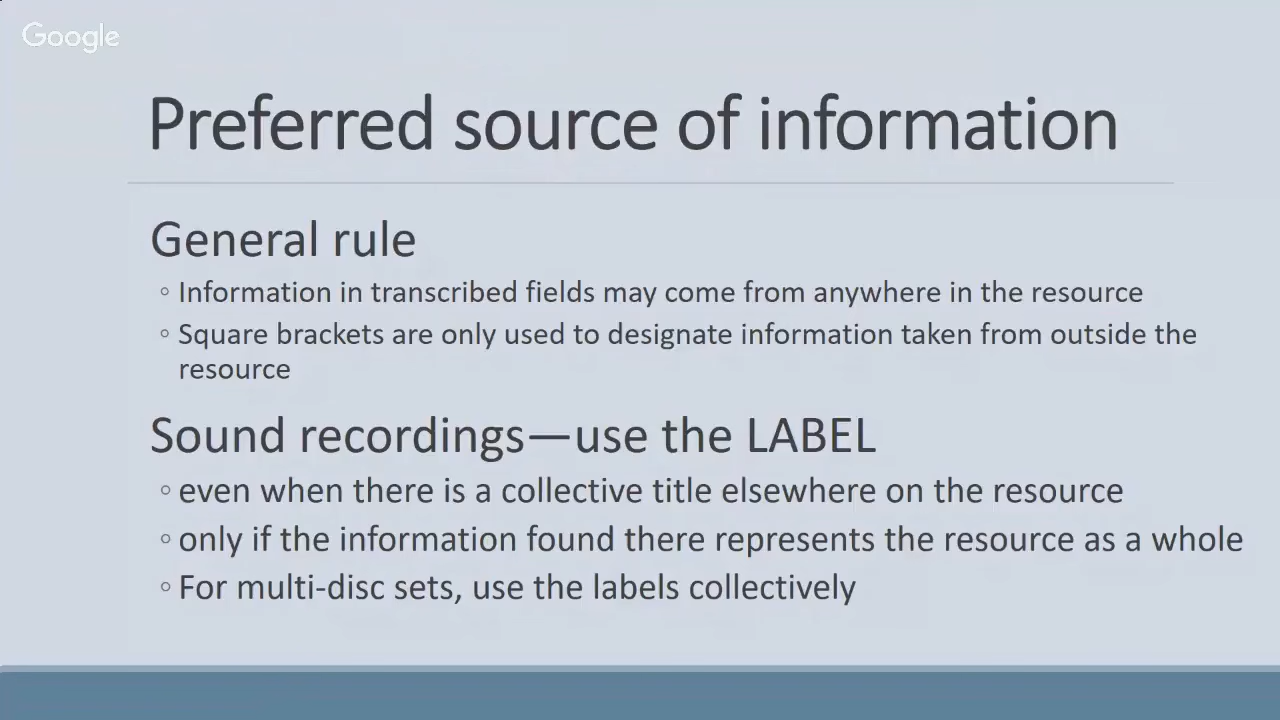 Google
Preferred source of information
General rule
◦ Information in transcribed fields may come from anywhere in the resource
◦ Square brackets are only used to designate information taken from outside the
resource
Sound recordings—use the LABEL
◦ even when there is a collective title elsewhere on the resource
◦ only if the information found there represents the resource as a whole
◦ For multi-disc sets, use the labels collectively